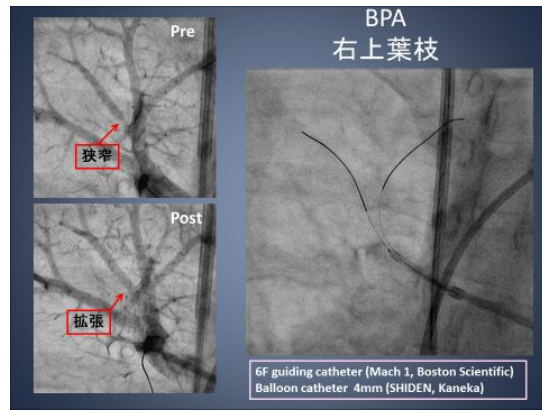 BPA
右上葉枝
Pre
狭窄
Post
拡張
6F guiding catheter (Mach 1, Boston Scientific)
Balloon catheter 4mm (SHIDEN, Kaneka)